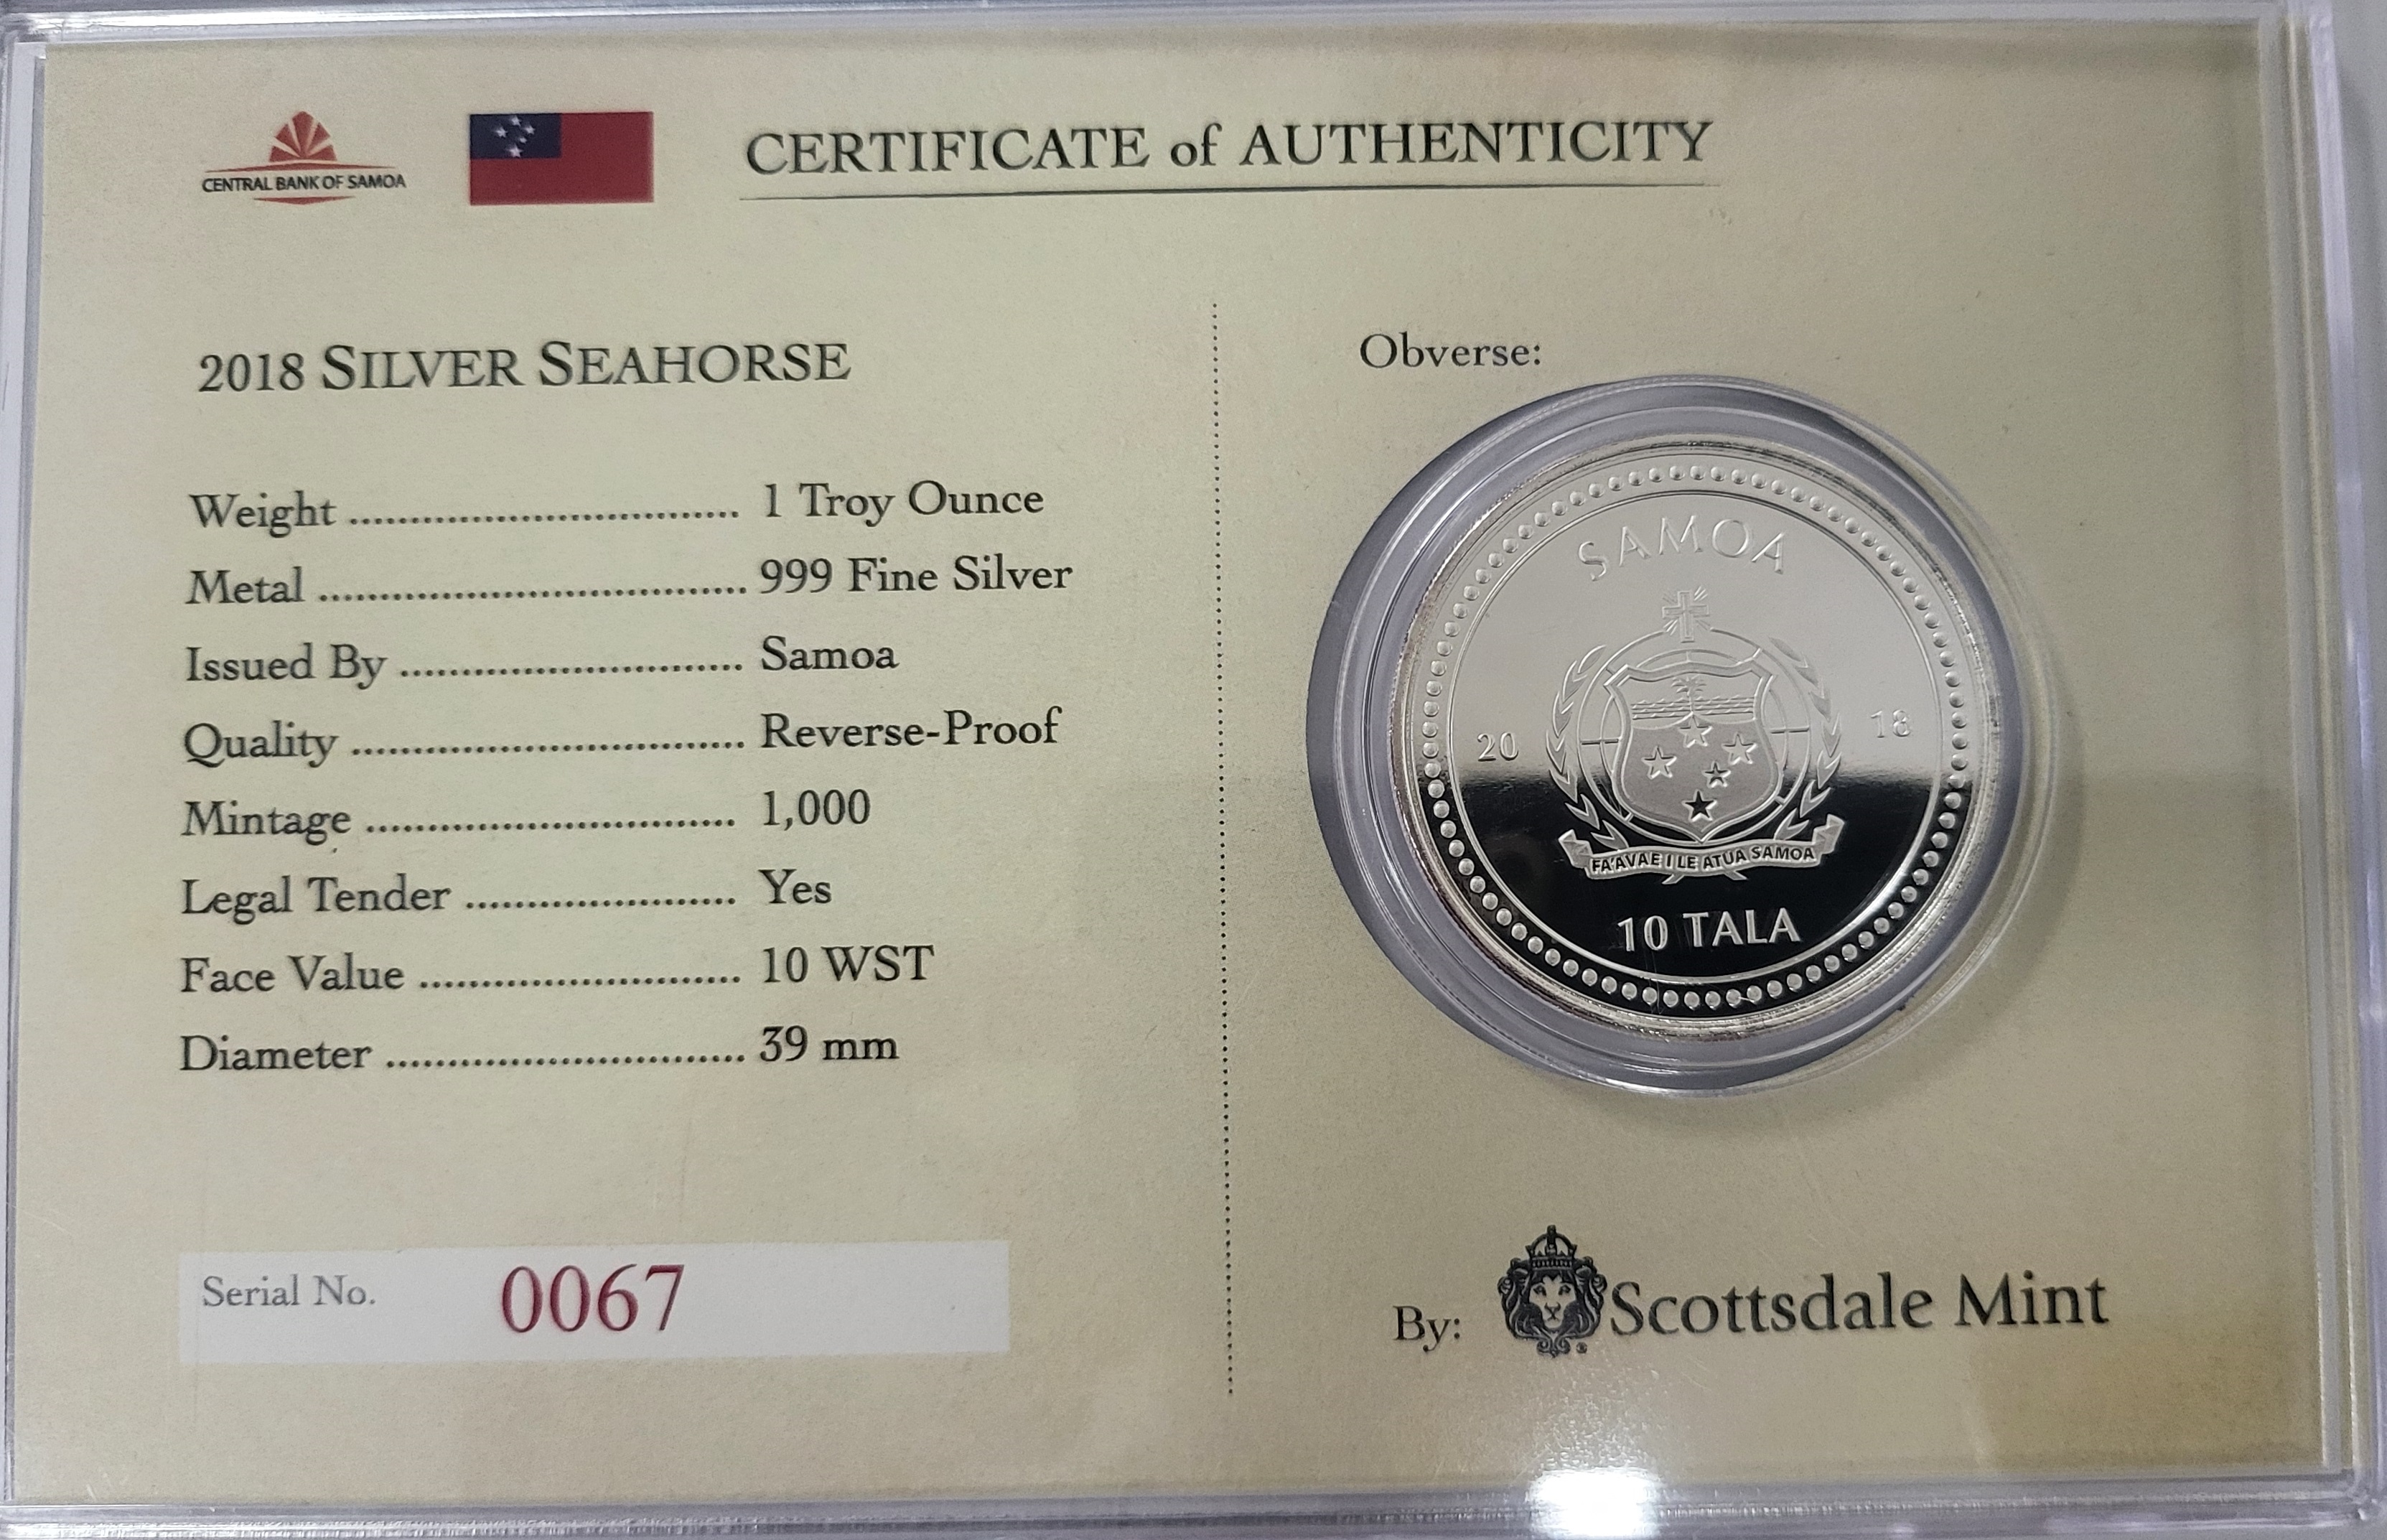 CENTRAL BANK OF SAMOA
CERTIFICATE of AUTHENTICITY
2018 SILVER SEAHORSE
Weight ................................ 1 Troy Ounce
Metal ................................... 999 Fine Silver
Issued By ............................ Samoa
Quality ................................ Reverse-Proof
Mintage .............................. 1,000
Legal Tender ...................... Yes
Face Value .......................... 10 WST
Diameter ............................. 39 mm
Serial No. 0067
Obverse:
SAMOA
20 18
FA'AVAE I LE ATUA SAMOA
10 TALA
By: Scottsdale Mint